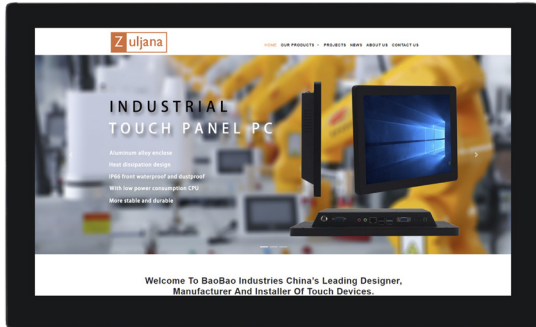 Zuljana
HOME OUR PRODUCTS PROJECTS NEWS ABOUT US CONTACT US
INDUSTRIAL
TOUCH PANEL PC
Aluminum alloy enclose
Heat dissipation design
IP65 front waterproof and dustproof
With low power consumption CPU
More stable and durable
Welcome To BaoBao Industries China's Leading Designer,
Manufacturer And Installer Of Touch Devices.